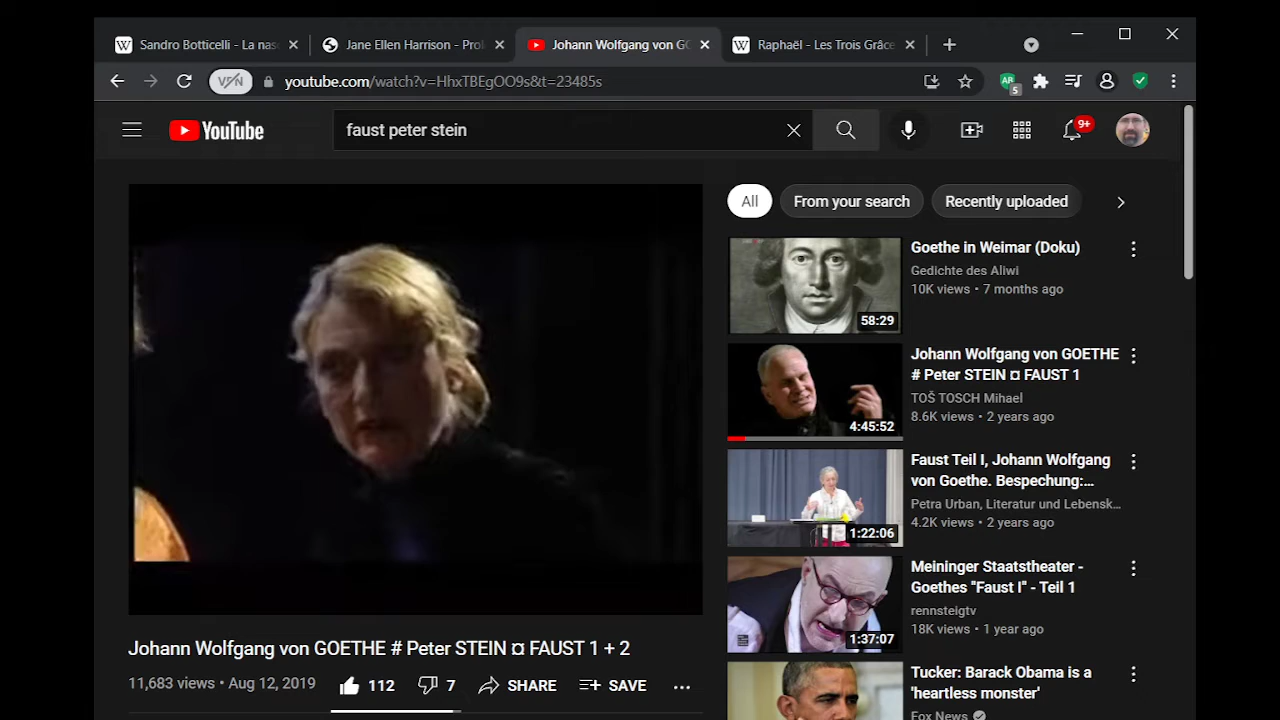 Sandro Botticelli - La nas
Jane Ellen Harrison - Prol
Johann Wolfgang von GO
Raphaël - Les Trois Grâce
VPN
youtube.com/watch?v=HhxTBEgOO9s&t=23485s
5
YouTube
faust peter stein
9+
All
From your search
Recently uploaded
Goethe in Weimar (Doku)
Gedichte des Aliwi
10K views • 7 months ago
58:29
Johann Wolfgang von GOETHE
# Peter STEIN ¤ FAUST 1
TOŠ TOSCH Mihael
8.6K views • 2 years ago
4:45:52
Faust Teil I, Johann Wolfgang
von Goethe. Bespechung:...
Petra Urban, Literatur und Lebensk...
4.2K views • 2 years ago
1:22:06
Meininger Staatstheater -
Goethes "Faust I" - Teil 1
rennsteigtv
18K views • 1 year ago
1:37:07
Tucker: Barack Obama is a
'heartless monster'
Fox News
Johann Wolfgang von GOETHE # Peter STEIN ¤ FAUST 1 + 2
11,683 views • Aug 12, 2019
112
7
SHARE
SAVE